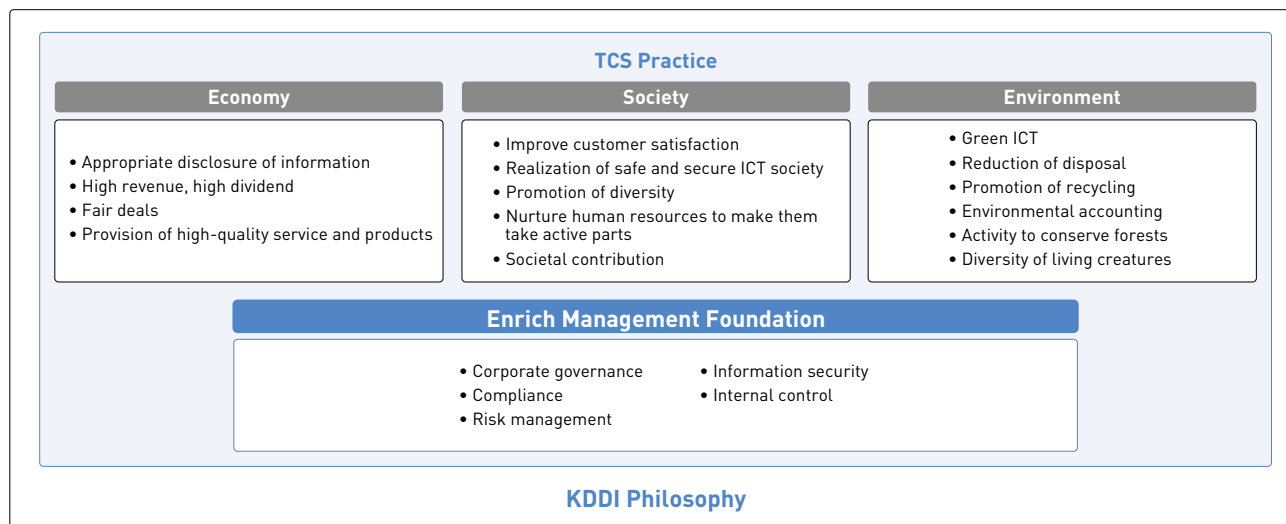 TCS Practice
Economy
• Appropriate disclosure of information
• High revenue, high dividend
• Fair deals
• Provision of high-quality service and products
Society
• Improve customer satisfaction
• Realization of safe and secure ICT society
• Promotion of diversity
• Nurture human resources to make them
take active parts
• Societal contribution
Environment
• Green ICT
• Reduction of disposal
• Promotion of recycling
• Environmental accounting
• Activity to conserve forests
• Diversity of living creatures
Enrich Management Foundation
• Corporate governance
• Compliance
• Risk management
• Information security
• Internal control
KDDI Philosophy